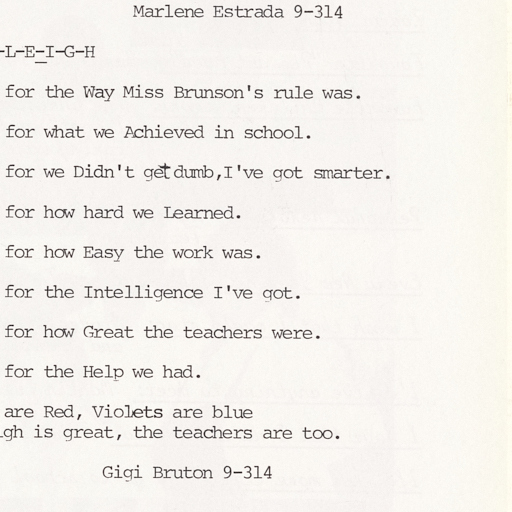 Marlene Estrada 9-314
-L-E-I-G-H
for the Way Miss Brunson's rule was.
for what we Achieved in school.
for we Didn't get dumb,I've got smarter.
for how hard we Learned.
for how Easy the work was.
for the Intelligence I've got.
for how Great the teachers were.
for the Help we had.
are Red, Violets are blue
gh is great, the teachers are too.
Gigi Bruton 9-314